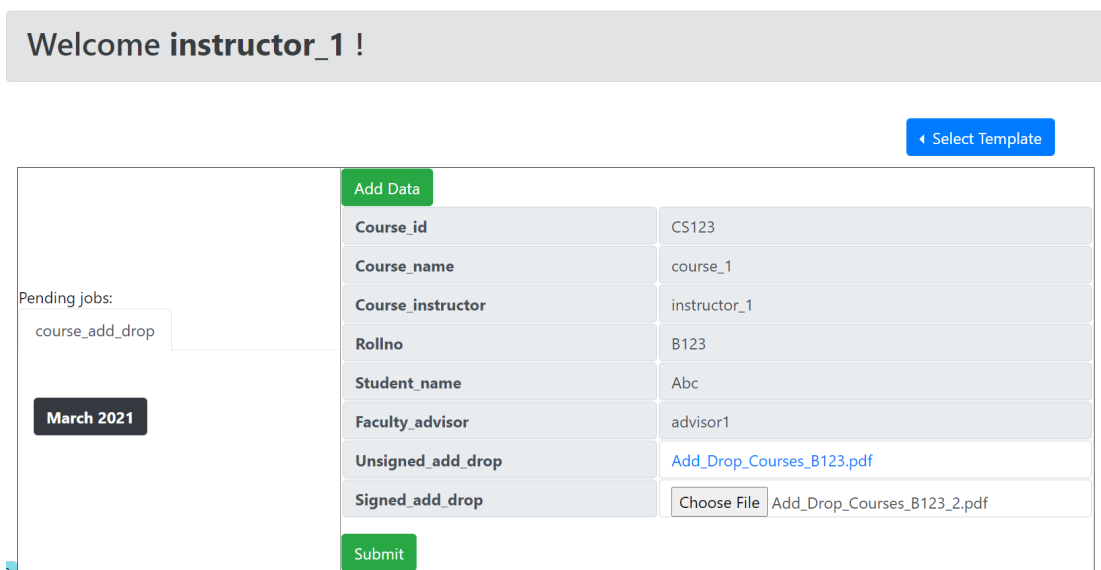 Welcome instructor_1 !
Select Template
Pending jobs:
course_add_drop
March 2021
Add Data
Course_id CS123
Course_name course_1
Course_instructor instructor_1
Rollno B123
Student_name Abc
Faculty_advisor advisor1
Unsigned_add_drop Add_Drop_Courses_B123.pdf
Signed_add_drop Choose File Add_Drop_Courses_B123_2.pdf
Submit